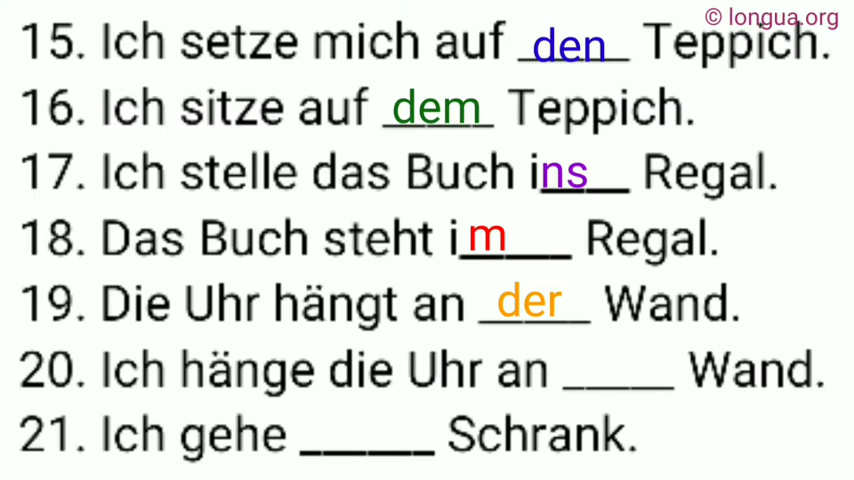 © longua.org
15. Ich setze mich auf den Teppich.
16. Ich sitze auf dem Teppich.
17. Ich stelle das Buch ins Regal.
18. Das Buch steht im Regal.
19. Die Uhr hängt an der Wand.
20. Ich hänge die Uhr an _____ Wand.
21. Ich gehe ______ Schrank.